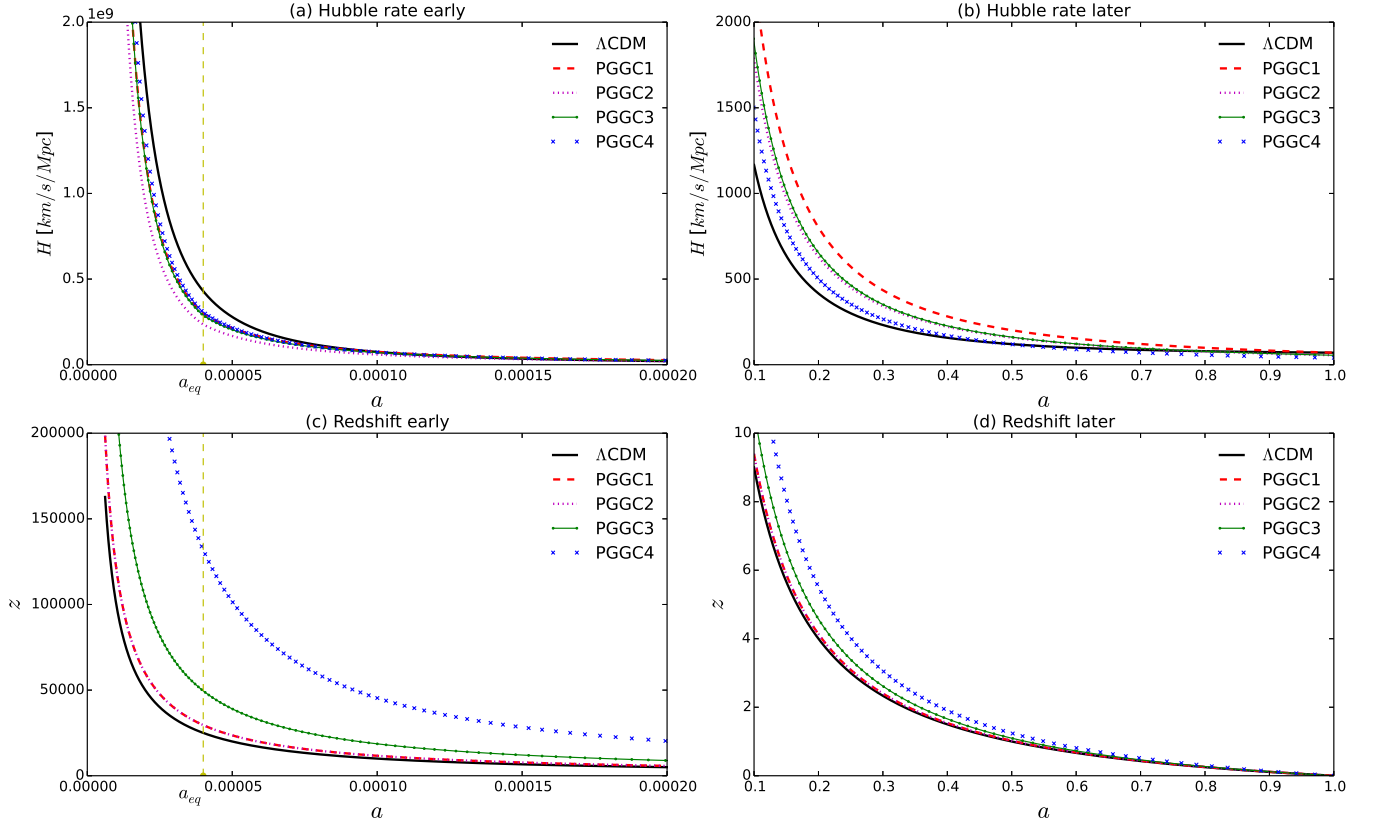 (a) Hubble rate early
1e9
2.0
1.5
1.0
0.5
0.0
H [km/s/Mpc]
ΛCDM
PGGC1
PGGC2
PGGC3
PGGC4
0.00000 0.00005 0.00010 0.00015 0.00020
a_eq
a
(b) Hubble rate later
2000
1500
1000
500
0
H [km/s/Mpc]
ΛCDM
PGGC1
PGGC2
PGGC3
PGGC4
0.1 0.2 0.3 0.4 0.5 0.6 0.7 0.8 0.9 1.0
a
(c) Redshift early
200000
150000
100000
50000
0
z
ΛCDM
PGGC1
PGGC2
PGGC3
PGGC4
0.00000 0.00005 0.00010 0.00015 0.00020
a_eq
a
(d) Redshift later
10
8
6
4
2
0
z
ΛCDM
PGGC1
PGGC2
PGGC3
PGGC4
0.1 0.2 0.3 0.4 0.5 0.6 0.7 0.8 0.9 1.0
a